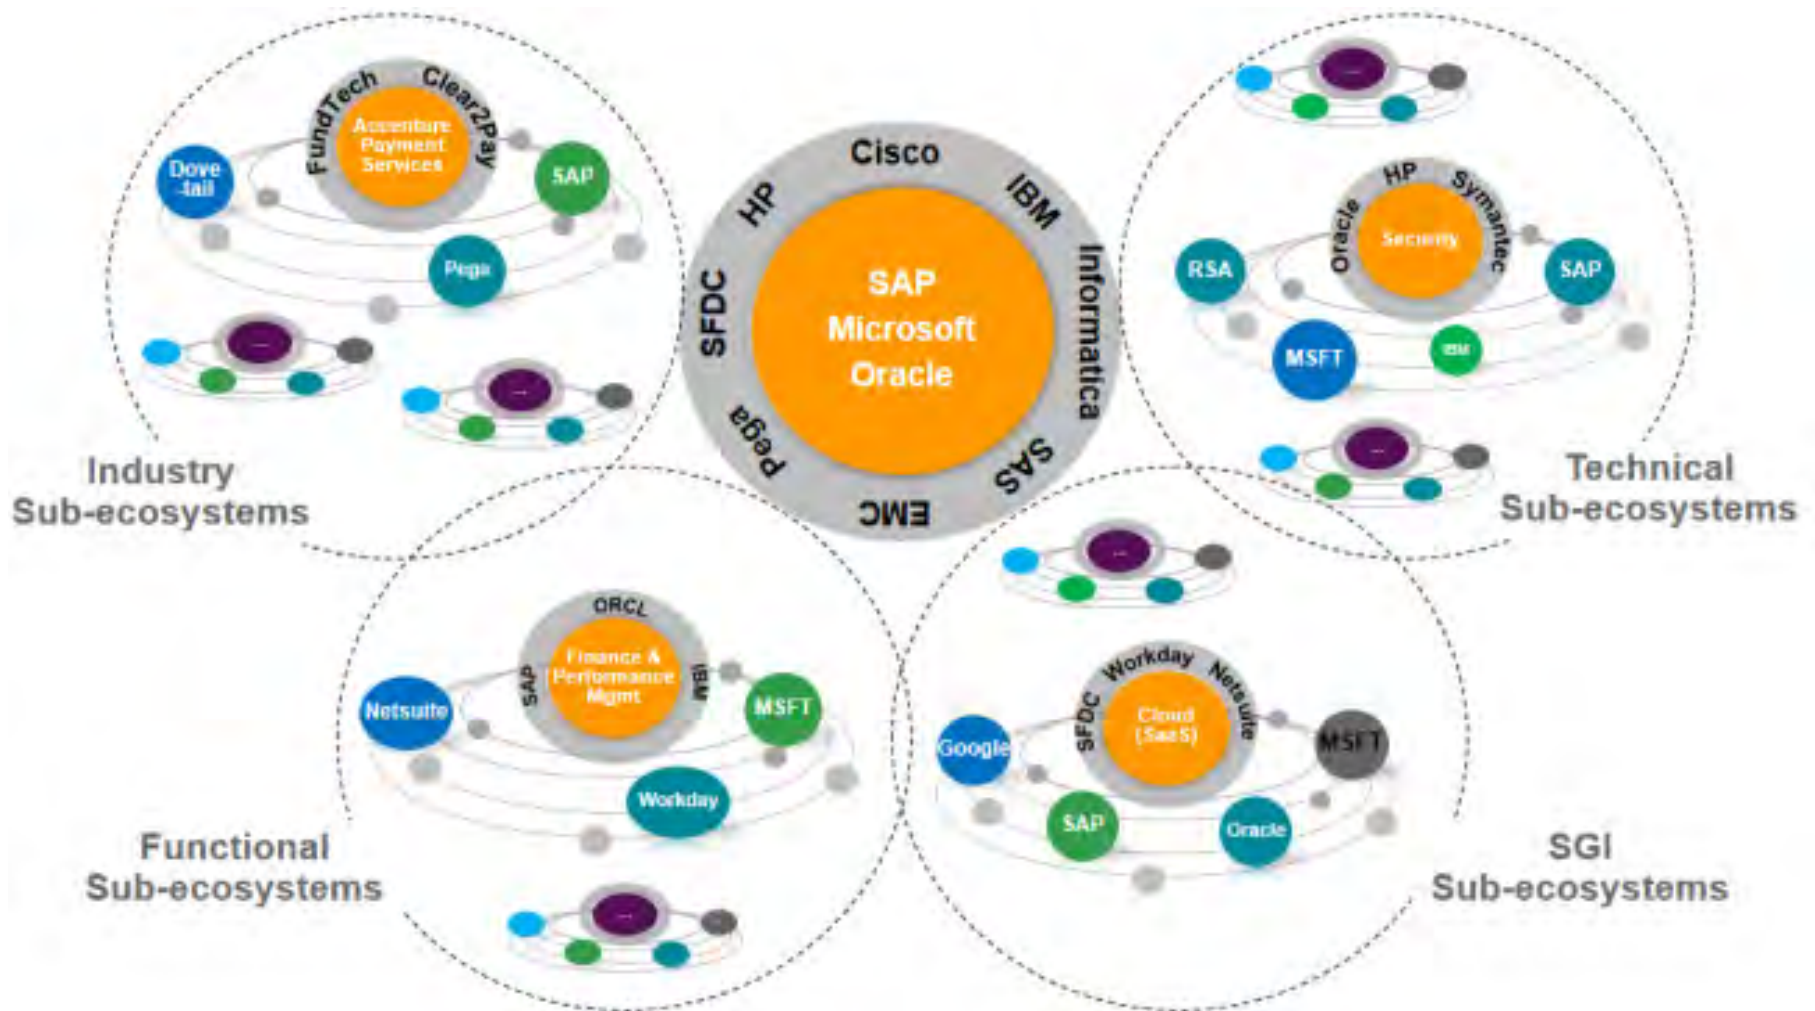 FundTech
Clear2Pay
Accenture
Payment
Services
Dove
-tail
SAP
Pega
Industry
Sub-ecosystems
Cisco
HP
IBM
SFDC
Informatica
Pega
SAS
EMC
SAP
Microsoft
Oracle
Oracle
HP
Symantec
Security
RSA
SAP
MSFT
IBM
Technical
Sub-ecosystems
ORCL
SAP
IBM
Finance &
Performance
Mgmt
Netsuite
MSFT
Workday
Functional
Sub-ecosystems
SFDC
Workday
Netsuite
Cloud
(SaaS)
Google
MSFT
SAP
Oracle
SGI
Sub-ecosystems